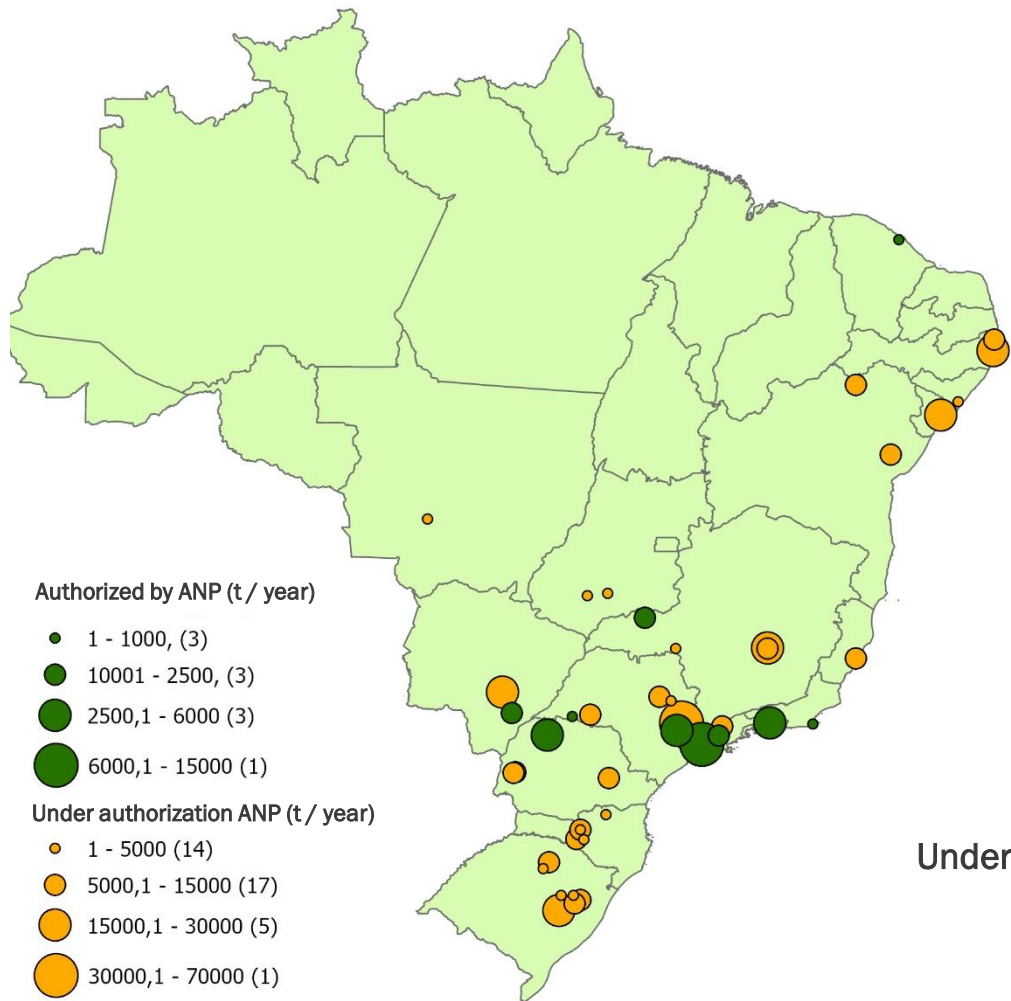 Authorized by ANP (t / year)
1 - 1000, (3)
10001 - 2500, (3)
2500,1 - 6000 (3)
6000,1 - 15000 (1)
Under authorization ANP (t / year)
1 - 5000 (14)
5000,1 - 15000 (17)
15000,1 - 30000 (5)
30000,1 - 70000 (1)
Under